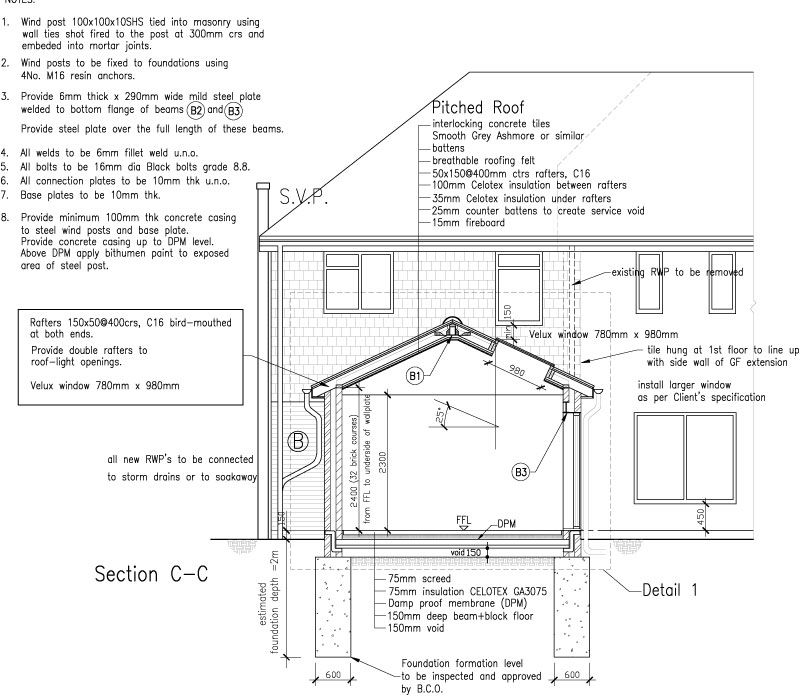 NOTES:
1. Wind post 100x100x10SHS tied into masonry using
wall ties shot fired to the post at 300mm crs and
embeded into mortar joints.
2. Wind posts to be fixed to foundations using
4No. M16 resin anchors.
3. Provide 6mm thick x 290mm wide mild steel plate
welded to bottom flange of beams B2 and B3
Provide steel plate over the full length of these beams.
4. All welds to be 6mm fillet weld u.n.o.
5. All bolts to be 16mm dia Black bolts grade 8.8.
6. All connection plates to be 10mm thk u.n.o.
7. Base plates to be 10mm thk.
8. Provide minimum 100mm thk concrete casing
to steel wind posts and base plate.
Provide concrete casing up to DPM level.
Above DPM apply bithumen paint to exposed
area of steel post.
S.V.P.
Pitched Roof
interlocking concrete tiles
Smooth Grey Ashmore or similar
battens
breathable roofing felt
50x150@400mm ctrs rafters, C16
100mm Celotex insulation between rafters
35mm Celotex insulation under rafters
25mm counter battens to create service void
15mm fireboard
existing RWP to be removed
Rafters 150x50@400crs, C16 bird-mouthed
at both ends.
Provide double rafters to
roof-light openings.
Velux window 780mm x 980mm
min 150
Velux window 780mm x 980mm
tile hung at 1st floor to line up
with side wall of GF extension
install larger window
as per Client's specification
B1
980
25°
B
B3
2400 (32 brick courses)
from FFL to underside of wallplate
2300
all new RWP's to be connected
to storm drains or to soakaway
150
450
FFL
DPM
void 150
Section C-C
estimated
foundation depth =2m
75mm screed
75mm insulation CELOTEX GA3075
Damp proof membrane (DPM)
150mm deep beam+block floor
150mm void
Detail 1
600
Foundation formation level
to be inspected and approved
by B.C.O.
600